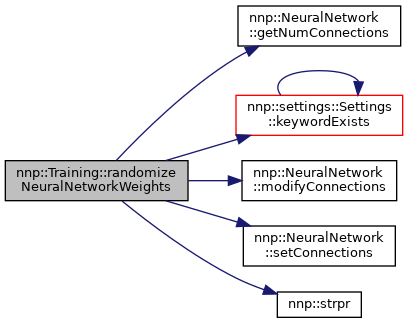 nnp::NeuralNetwork
::getNumConnections
nnp::settings::Settings
::keywordExists
nnp::Training::randomize
NeuralNetworkWeights
nnp::NeuralNetwork
::modifyConnections
nnp::NeuralNetwork
::setConnections
nnp::strpr